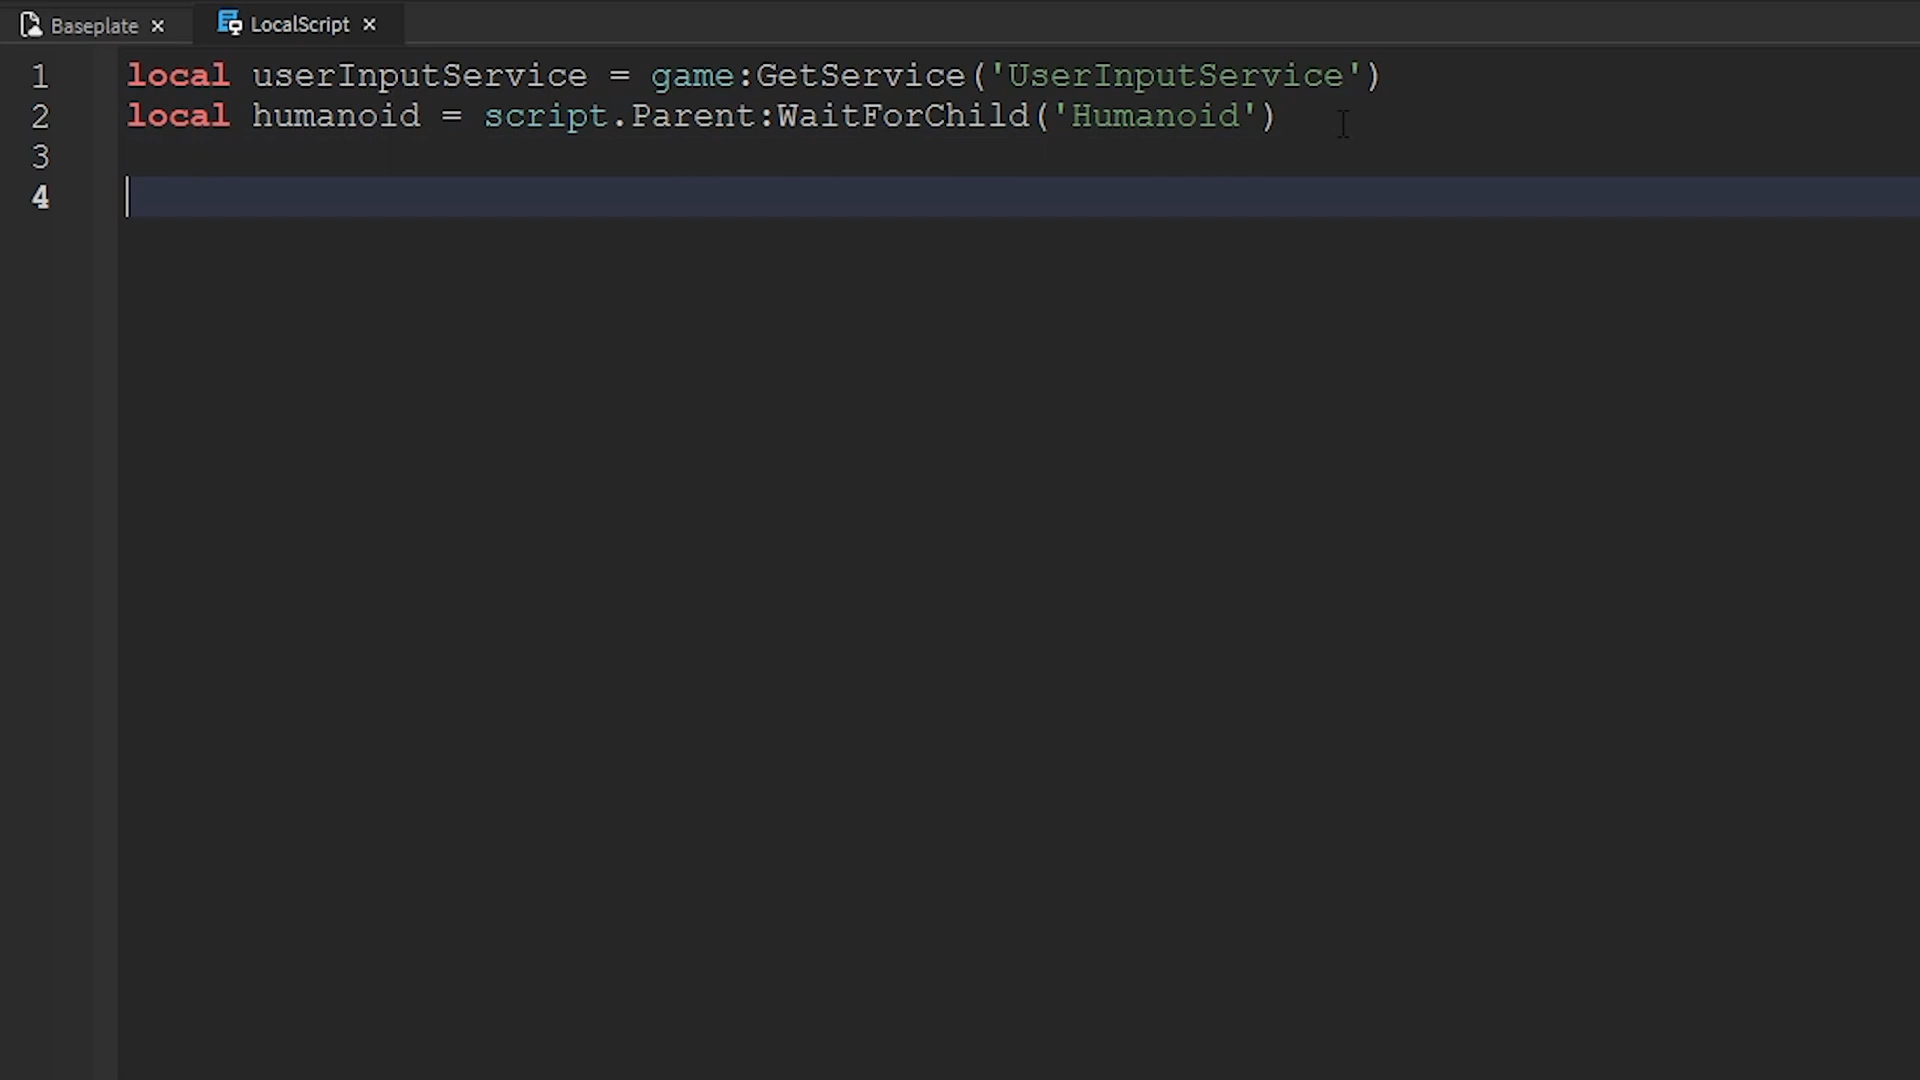 Baseplate × LocalScript ×
1 local userInputService = game:GetService('UserInputService')
2 local humanoid = script.Parent:WaitForChild('Humanoid')
3
4